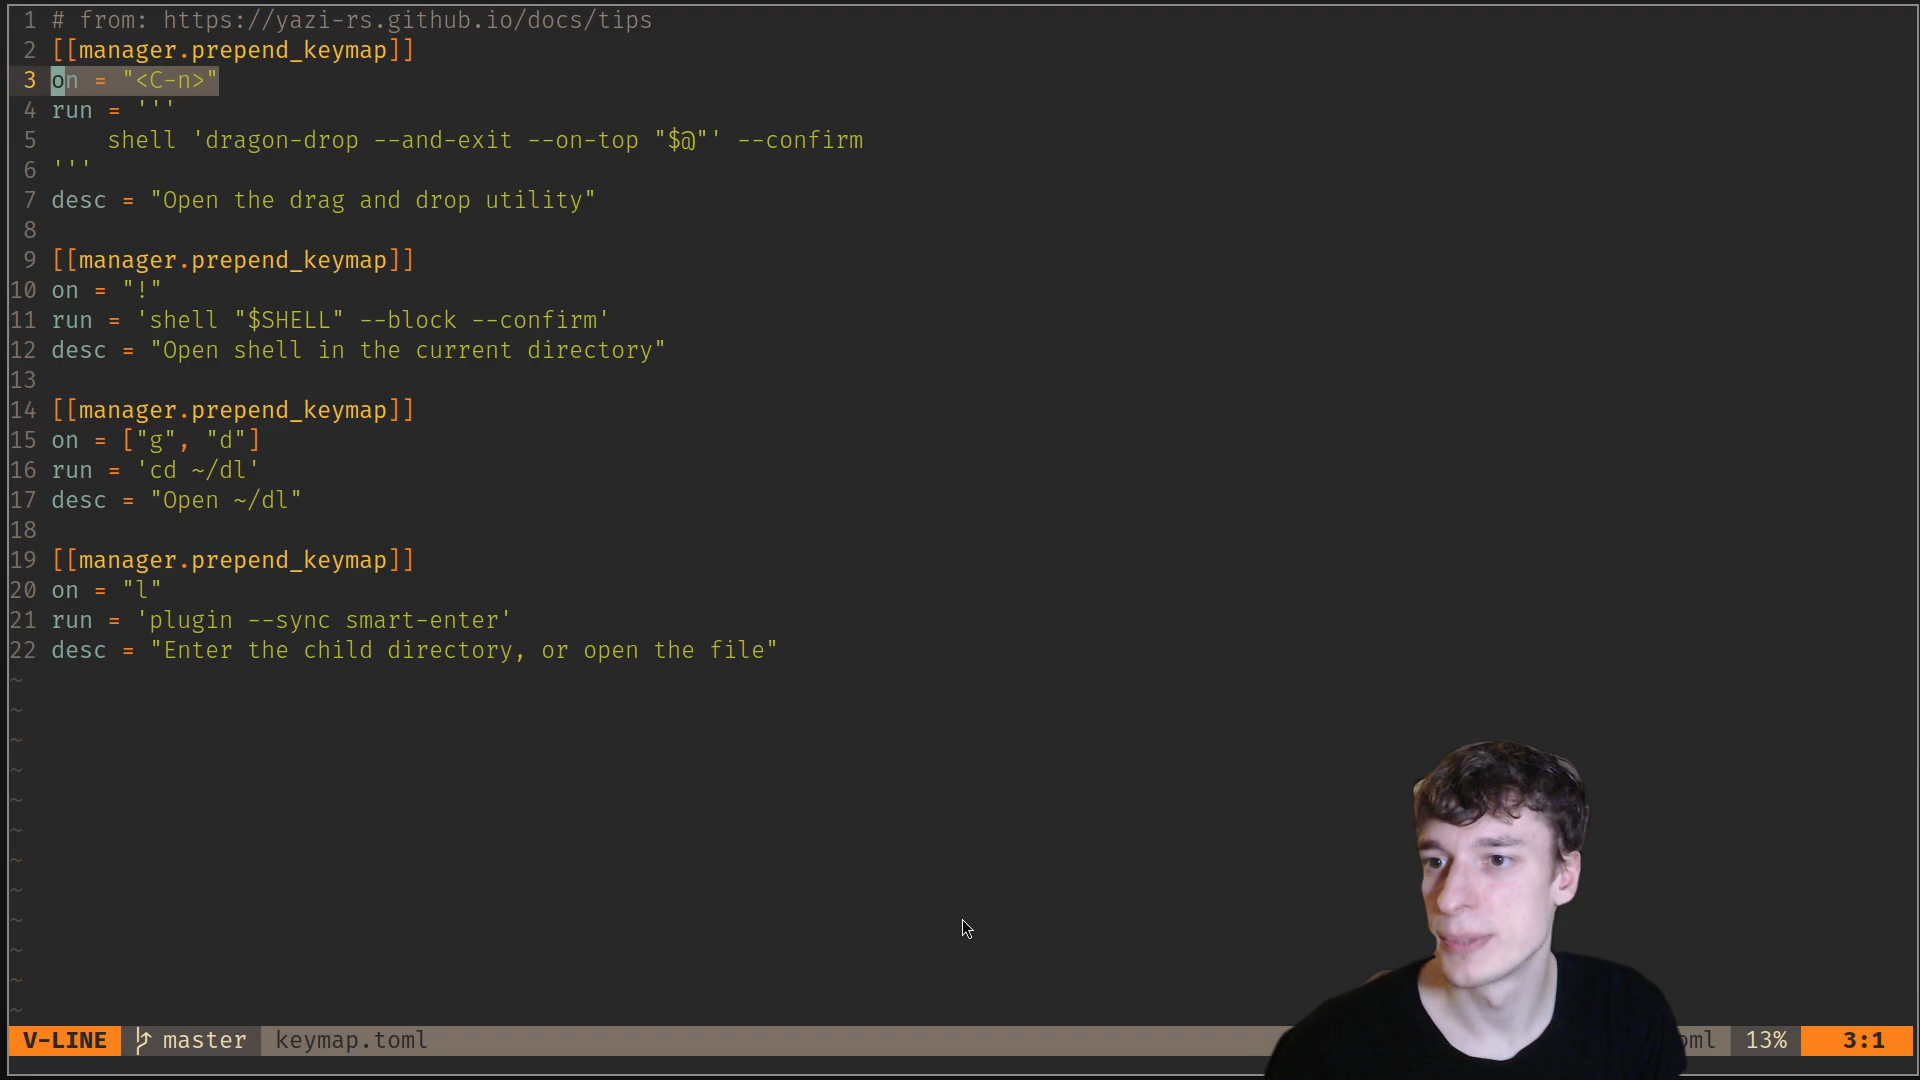 1 # from: https://yazi-rs.github.io/docs/tips
2 [[manager.prepend_keymap]]
3 on = "<C-n>"
4 run = '''
5     shell 'dragon-drop --and-exit --on-top "$@"' --confirm
6 '''
7 desc = "Open the drag and drop utility"
8
9 [[manager.prepend_keymap]]
10 on = "!"
11 run = 'shell "$SHELL" --block --confirm'
12 desc = "Open shell in the current directory"
13
14 [[manager.prepend_keymap]]
15 on = ["g", "d"]
16 run = 'cd ~/dl'
17 desc = "Open ~/dl"
18
19 [[manager.prepend_keymap]]
20 on = "l"
21 run = 'plugin --sync smart-enter'
22 desc = "Enter the child directory, or open the file"
~
~
~
~
~
~
~
~
~
~
~
~
V-LINE master keymap.toml 13% 3:1